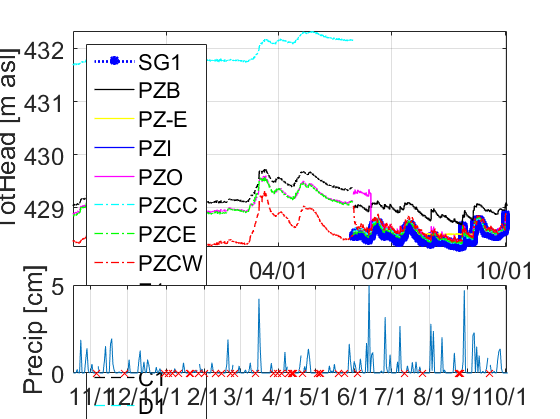 432
431
430
429
TotHead [m asl]
SG1
PZB
PZ-E
PZI
PZO
PZCC
PZCE
PZCW
C1
D1
04/01
07/01
10/01
5
0
Precip [cm]
11/1 12/1 1/1 2/1 3/1 4/1 5/1 6/1 7/1 8/1 9/1 10/1